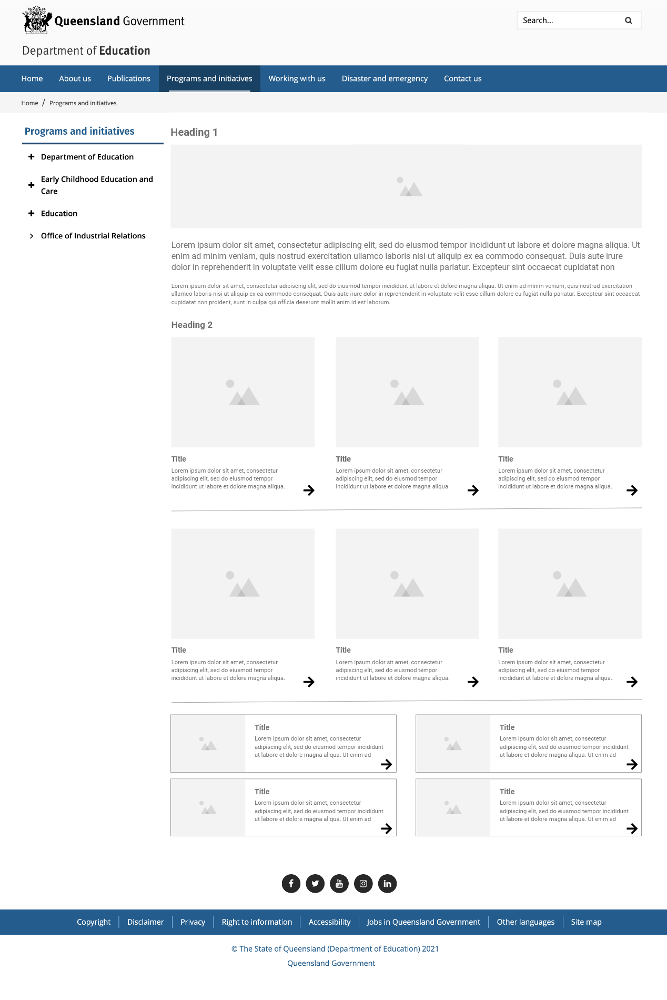 Queensland Government
Search...
Department of Education
Home About us Publications Programs and initiatives Working with us Disaster and emergency Contact us
Home / Programs and initiatives
Programs and initiatives
Department of Education
Early Childhood Education and
Care
Education
Office of Industrial Relations
Heading 1
Lorem ipsum dolor sit amet, consectetur adipiscing elit, sed do eiusmod tempor incididunt ut labore et dolore magna aliqua. Ut
enim ad minim veniam, quis nostrud exercitation ullamco laboris nisi ut aliquip ex ea commodo consequat. Duis aute irure
dolor in reprehenderit in voluptate velit esse cillum dolore eu fugiat nulla pariatur. Excepteur sint occaecat cupidatat non
Lorem ipsum dolor sit amet, consectetur adipiscing elit, sed do eiusmod tempor incididunt ut labore et dolore magna aliqua. Ut enim ad minim veniam, quis nostrud exercitation
ullamco laboris nisi ut aliquip ex ea commodo consequat. Duis aute irure dolor in reprehenderit in voluptate velit esse cillum dolore eu fugiat nulla pariatur. Excepteur sint occaecat
cupidatat non proident, sunt in culpa qui officia deserunt mollit anim id est laborum.
Heading 2
Title
Lorem ipsum dolor sit amet, consectetur
adipiscing elit, sed do eiusmod tempor
incididunt ut labore et dolore magna aliqua.
Title
Lorem ipsum dolor sit amet, consectetur
adipiscing elit, sed do eiusmod tempor
incididunt ut labore et dolore magna aliqua.
Title
Lorem ipsum dolor sit amet, consectetur
adipiscing elit, sed do eiusmod tempor
incididunt ut labore et dolore magna aliqua.
Title
Lorem ipsum dolor sit amet, consectetur
adipiscing elit, sed do eiusmod tempor
incididunt ut labore et dolore magna aliqua.
Title
Lorem ipsum dolor sit amet, consectetur
adipiscing elit, sed do eiusmod tempor
incididunt ut labore et dolore magna aliqua.
Title
Lorem ipsum dolor sit amet, consectetur
adipiscing elit, sed do eiusmod tempor
incididunt ut labore et dolore magna aliqua.
Title
Lorem ipsum dolor sit amet, consectetur
adipiscing elit, sed do eiusmod tempor incididunt
ut labore et dolore magna aliqua. Ut enim ad
Title
Lorem ipsum dolor sit amet, consectetur
adipiscing elit, sed do eiusmod tempor incididunt
ut labore et dolore magna aliqua. Ut enim ad
Title
Lorem ipsum dolor sit amet, consectetur
adipiscing elit, sed do eiusmod tempor incididunt
ut labore et dolore magna aliqua. Ut enim ad
Title
Lorem ipsum dolor sit amet, consectetur
adipiscing elit, sed do eiusmod tempor incididunt
ut labore et dolore magna aliqua. Ut enim ad
You
Tube
Copyright Disclaimer Privacy Right to information Accessibility Jobs in Queensland Government Other languages Site map
© The State of Queensland (Department of Education) 2021
Queensland Government